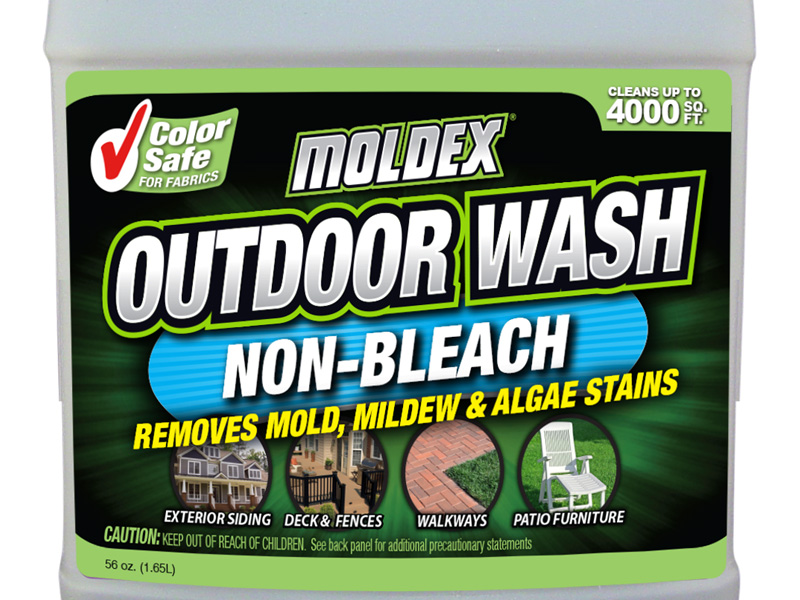 Color
Safe
FOR FABRICS
CLEANS UP TO
4000 SQ. FT.
MOLDEX®
OUTDOOR WASH
NON-BLEACH
REMOVES MOLD, MILDEW & ALGAE STAINS
EXTERIOR SIDING DECK & FENCES WALKWAYS PATIO FURNITURE
CAUTION: KEEP OUT OF REACH OF CHILDREN. See back panel for additional precautionary statements
56 oz. (1.65L)